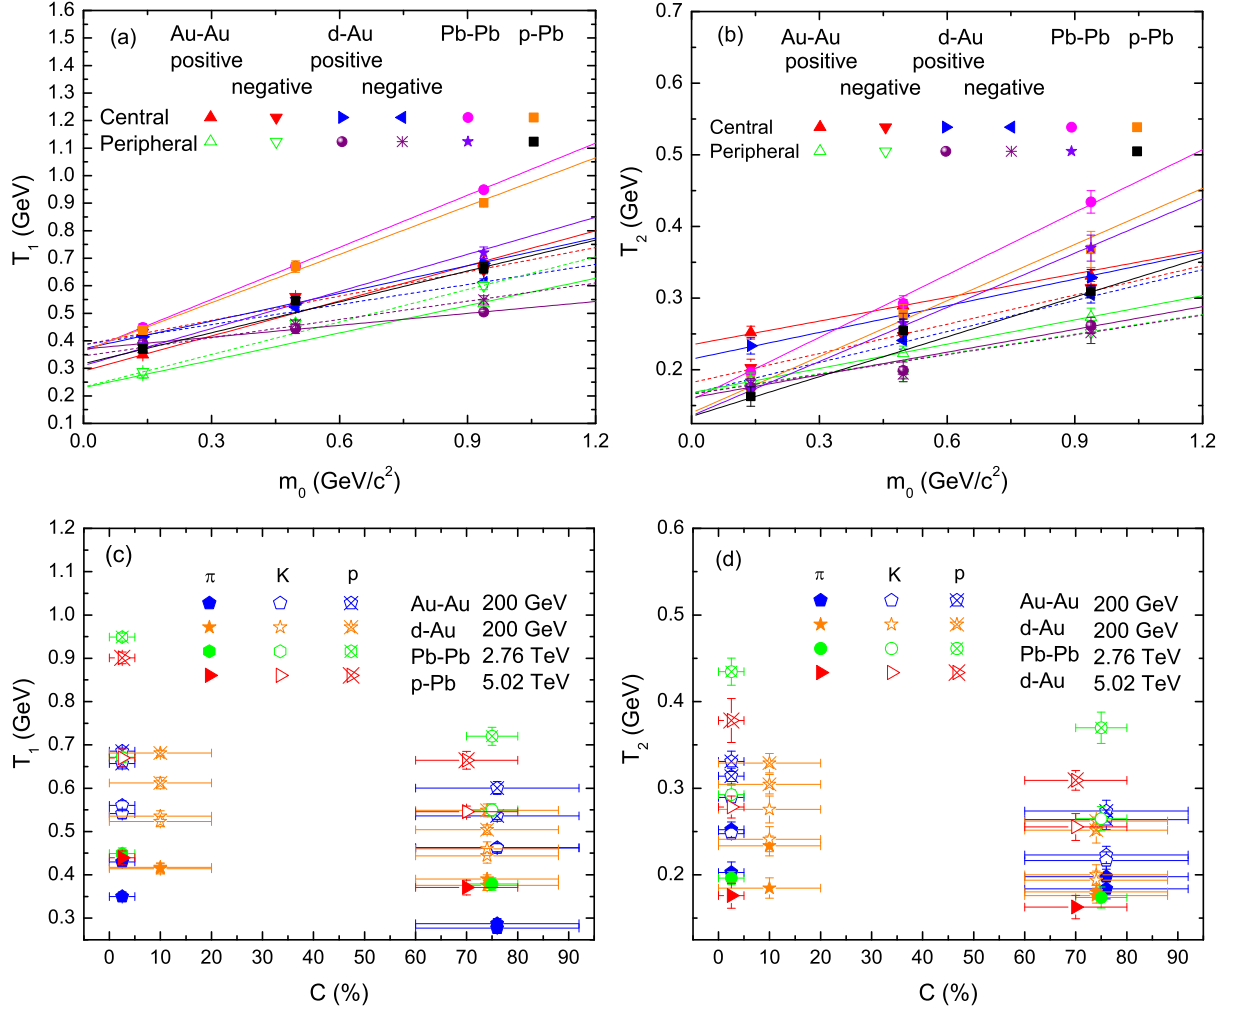 (a)
Au-Au d-Au Pb-Pb p-Pb
positive positive
negative negative
Central
Peripheral
1.6
1.5
1.4
1.3
1.2
1.1
1.0
0.9
0.8
0.7
0.6
0.5
0.4
0.3
0.2
0.1
T1 (GeV)
0.0 0.3 0.6 0.9 1.2
m0 (GeV/c²)
(b)
Au-Au d-Au Pb-Pb p-Pb
positive positive
negative negative
Central
Peripheral
0.7
0.6
0.5
0.4
0.3
0.2
T2 (GeV)
0.0 0.3 0.6 0.9 1.2
m0 (GeV/c²)
(c)
π K p
Au-Au 200 GeV
d-Au 200 GeV
Pb-Pb 2.76 TeV
p-Pb 5.02 TeV
1.2
1.1
1.0
0.9
0.8
0.7
0.6
0.5
0.4
0.3
T1 (GeV)
0 10 20 30 40 50 60 70 80 90
C (%)
(d)
π K p
Au-Au 200 GeV
d-Au 200 GeV
Pb-Pb 2.76 TeV
d-Au 5.02 TeV
0.6
0.5
0.4
0.3
0.2
T2 (GeV)
0 10 20 30 40 50 60 70 80 90
C (%)